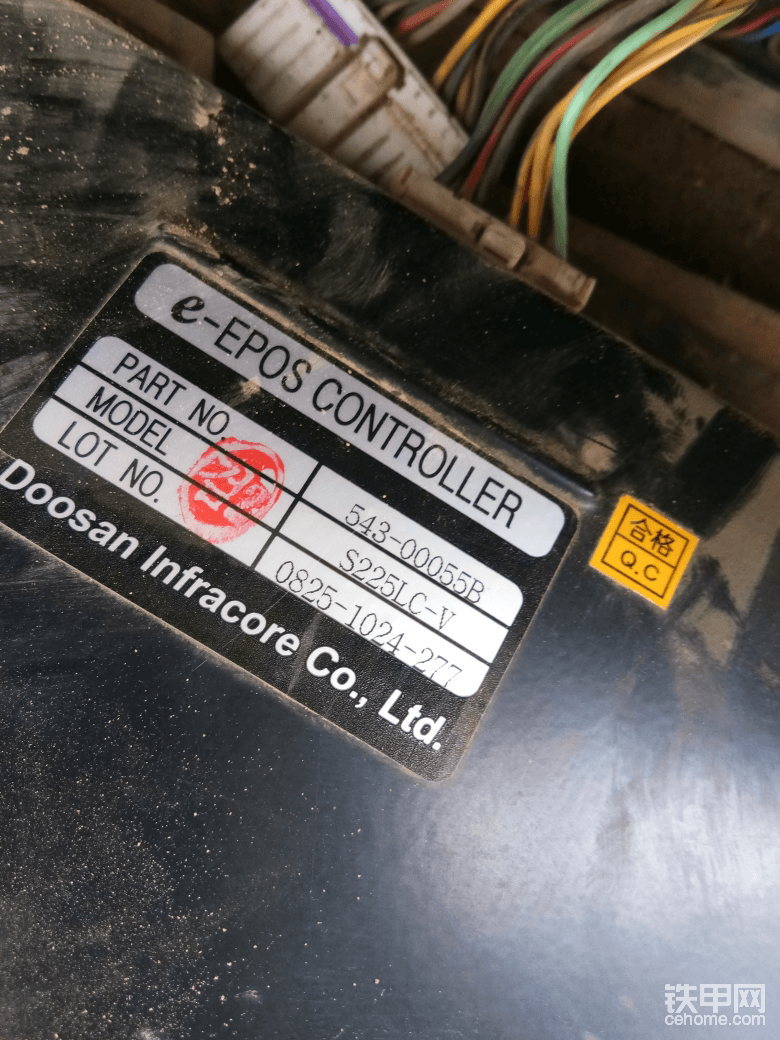 e-EPOS CONTROLLER
PART NO. 543-00055B
MODEL S225LC-V
LOT NO. 0825-1024-277
Doosan Infracore Co., Ltd.
合格
Q.C
铁甲网
cehome.com